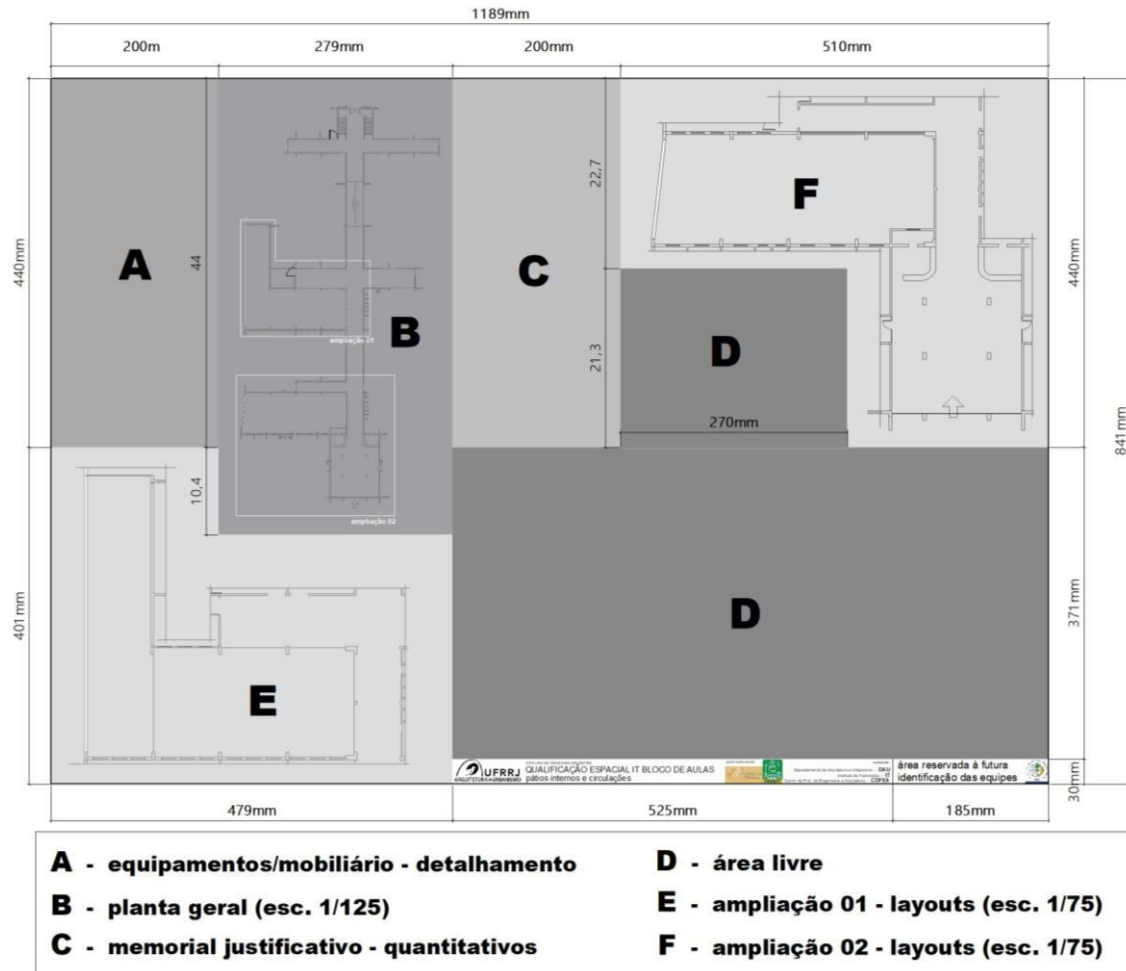 1189mm
200m 279mm 200mm 510mm
440mm
44
22,7
440mm
A
B
C
F
ampliação 01
21,3
D
270mm
841mm
10,4
ampliação 02
401mm
D
371mm
E
UFRRJ
ARQUITETURA+URBANISMO
QUALIFICAÇÃO ESPACIAL IT BLOCO DE AULAS
pátios internos e circulações
área reservada à futura
identificação das equipes
30mm
479mm 525mm 185mm
A - equipamentos/mobiliário - detalhamento
B - planta geral (esc. 1/125)
C - memorial justificativo - quantitativos
D - área livre
E - ampliação 01 - layouts (esc. 1/75)
F - ampliação 02 - layouts (esc. 1/75)